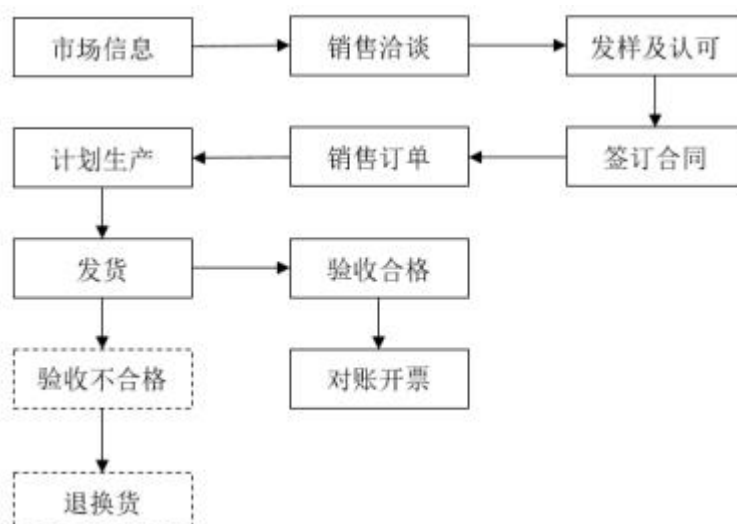 市场信息
销售洽谈
发样及认可
计划生产
销售订单
签订合同
发货
验收合格
验收不合格
对账开票
退换货